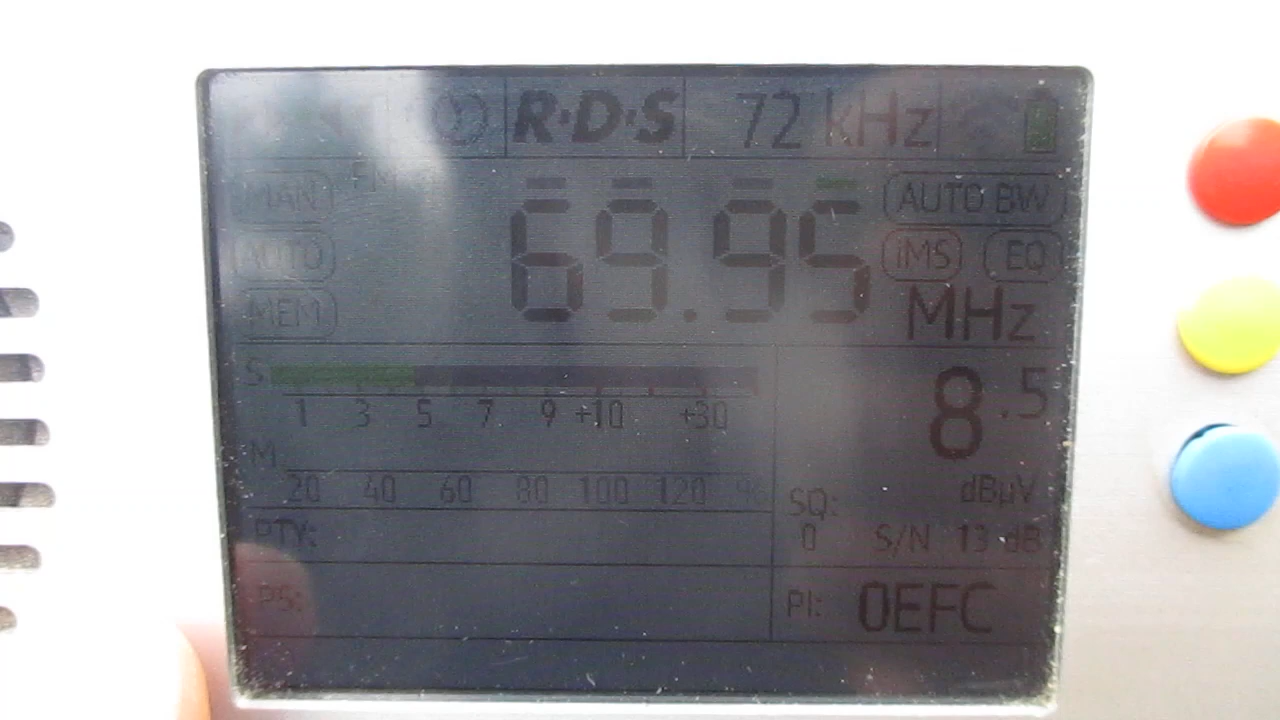 R·D·S 72 kHz
FM
MAN 69.95 AUTO BW
AUTO iMS EQ
MEM MHz
S
1 3 5 7 9 +10 +30
8.5
M
20 40 60 80 100 120 %
dBµV
SQ:
PTY: 0 S/N 13 dB
PS: PI: 0EFC